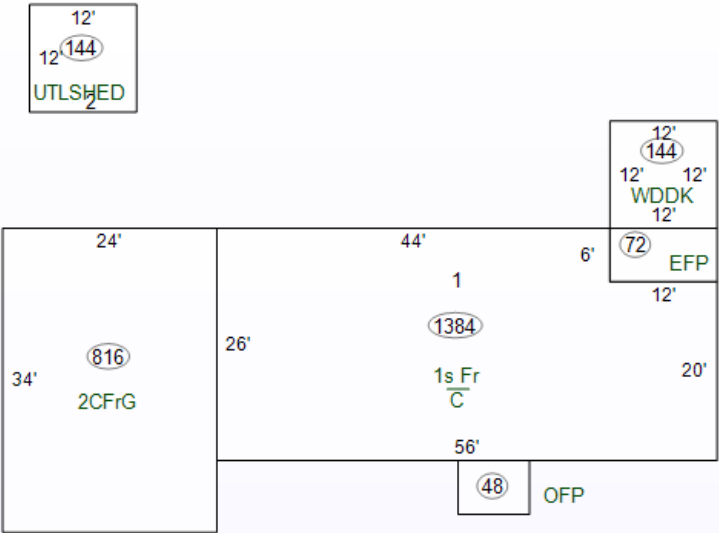 12'
12' 144
UTLSHED
2
12'
144
12' 12'
WDDK
12'
24'
44'
6'
72
EFP
12'
1
1384
26'
816
34'
2CFrG
1s Fr
C
20'
56'
48
OFP